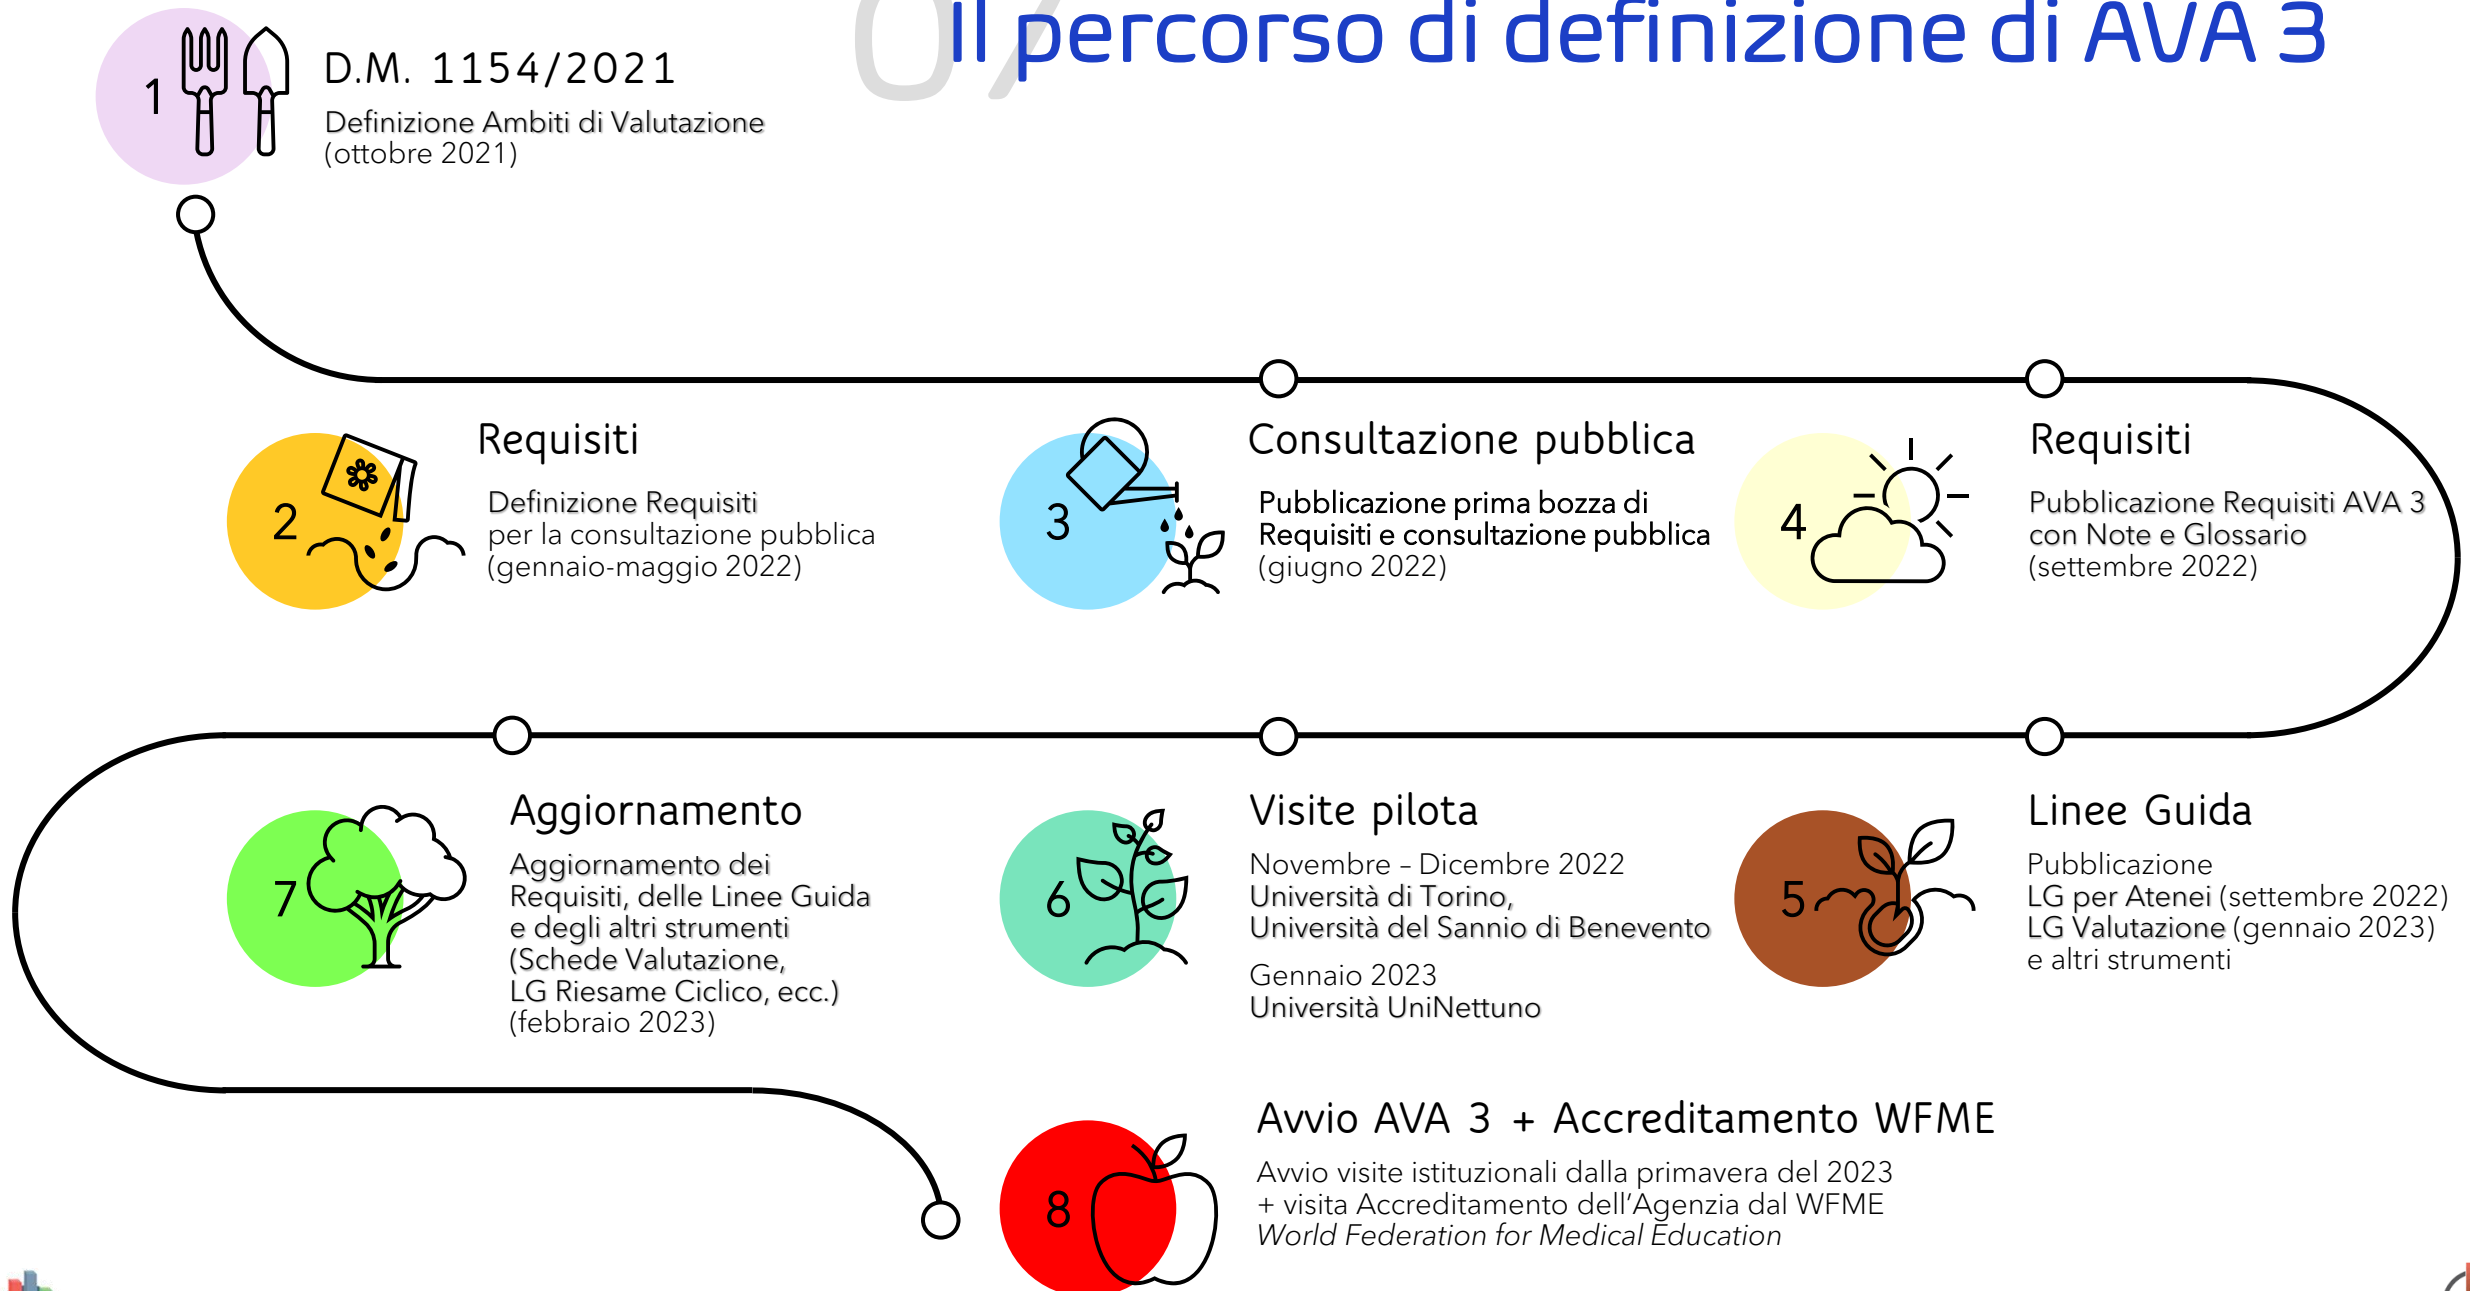 Il percorso di definizione di AVA 3
1
D.M. 1154/2021
Definizione Ambiti di Valutazione
(ottobre 2021)
2
Requisiti
Definizione Requisiti
per la consultazione pubblica
(gennaio-maggio 2022)
3
Consultazione pubblica
Pubblicazione prima bozza di
Requisiti e consultazione pubblica
(giugno 2022)
4
Requisiti
Pubblicazione Requisiti AVA 3
con Note e Glossario
(settembre 2022)
5
Linee Guida
Pubblicazione
LG per Atenei (settembre 2022)
LG Valutazione (gennaio 2023)
e altri strumenti
6
Visite pilota
Novembre – Dicembre 2022
Università di Torino,
Università del Sannio di Benevento
Gennaio 2023
Università UniNettuno
7
Aggiornamento
Aggiornamento dei
Requisiti, delle Linee Guida
e degli altri strumenti
(Schede Valutazione,
LG Riesame Ciclico, ecc.)
(febbraio 2023)
8
Avvio AVA 3 + Accreditamento WFME
Avvio visite istituzionali dalla primavera del 2023
+ visita Accreditamento dell'Agenzia dal WFME
World Federation for Medical Education